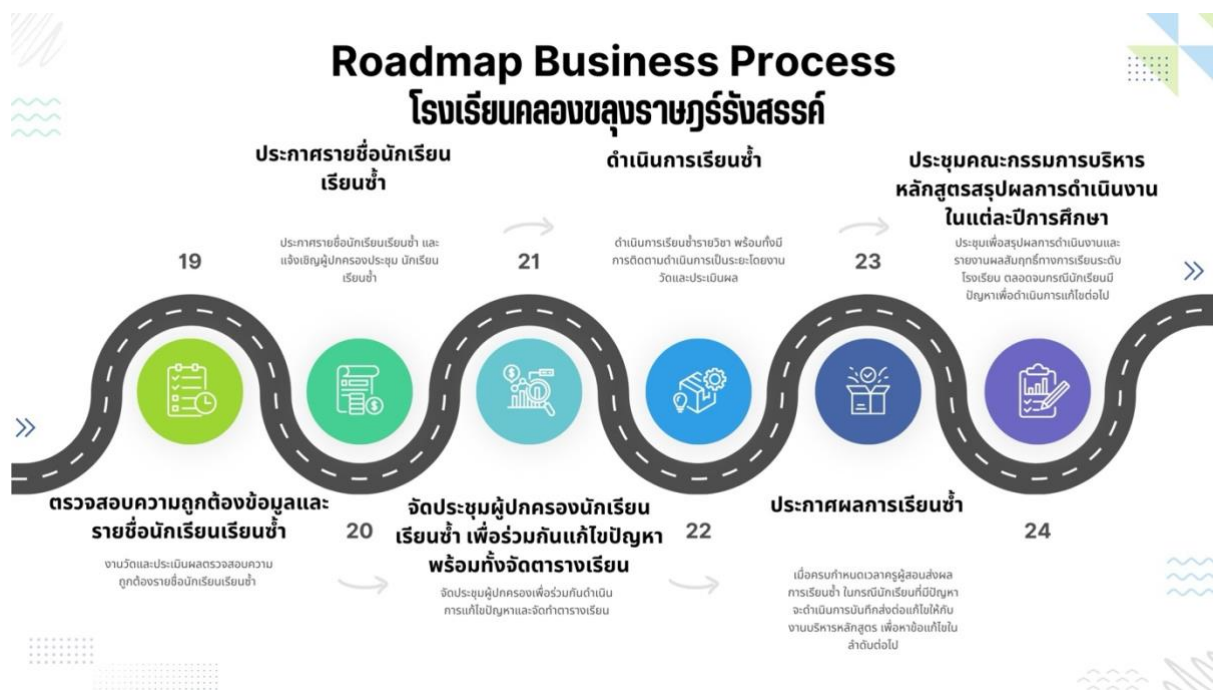 Roadmap Business Process
โรงเรียนคลองขลุงราษฎร์รังสรรค์
19
ตรวจสอบความถูกต้องข้อมูลและ
รายชื่อนักเรียนเรียนซ้ำ
งานวัดและประเมินผลตรวจสอบความ
ถูกต้องรายชื่อนักเรียนเรียนซ้ำ
ประกาศรายชื่อนักเรียน
เรียนซ้ำ
ประกาศรายชื่อนักเรียนเรียนซ้ำ และ
แจ้งเชิญผู้ปกครองประชุม นักเรียน
เรียนซ้ำ
20
21
จัดประชุมผู้ปกครองนักเรียน
เรียนซ้ำ เพื่อร่วมกันแก้ไขปัญหา
พร้อมทั้งจัดตารางเรียน
จัดประชุมผู้ปกครองเพื่อร่วมกันดำเนิน
การแก้ไขปัญหาและจัดทำตารางเรียน
ดำเนินการเรียนซ้ำ
ดำเนินการเรียนซ้ำรายวิชา พร้อมทั้งมี
การติดตามดำเนินการเป็นระยะโดยงาน
วัดและประเมินผล
22
23
ประกาศผลการเรียนซ้ำ
เมื่อครบกำหนดเวลาครูผู้สอนส่งผล
การเรียนซ้ำ ในกรณีนักเรียนที่มีปัญหา
จะดำเนินการบันทึกส่งต่อแก้ไขให้กับ
งานบริหารหลักสูตร เพื่อหาข้อแก้ไขใน
ลำดับต่อไป
ประชุมคณะกรรมการบริหาร
หลักสูตรสรุปผลการดำเนินงาน
ในแต่ละปีการศึกษา
ประชุมเพื่อสรุปผลการดำเนินงานและ
รายงานผลสัมฤทธิ์ทางการเรียนระดับ
โรงเรียน ตลอดจนกรณีนักเรียนมี
ปัญหาเพื่อดำเนินการแก้ไขต่อไป
24